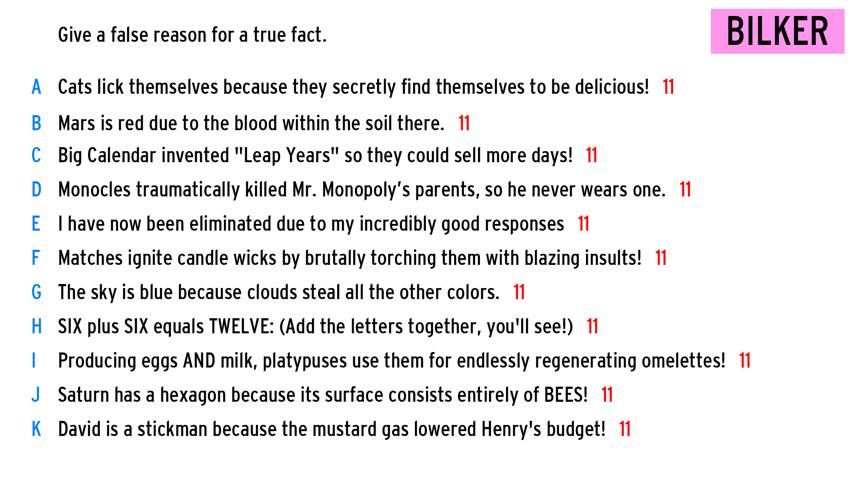 Give a false reason for a true fact.
BILKER
A Cats lick themselves because they secretly find themselves to be delicious! 11
B Mars is red due to the blood within the soil there. 11
C Big Calendar invented "Leap Years" so they could sell more days! 11
D Monocles traumatically killed Mr. Monopoly’s parents, so he never wears one. 11
E I have now been eliminated due to my incredibly good responses 11
F Matches ignite candle wicks by brutally torching them with blazing insults! 11
G The sky is blue because clouds steal all the other colors. 11
H SIX plus SIX equals TWELVE: (Add the letters together, you'll see!) 11
I Producing eggs AND milk, platypuses use them for endlessly regenerating omelettes! 11
J Saturn has a hexagon because its surface consists entirely of BEES! 11
K David is a stickman because the mustard gas lowered Henry's budget! 11